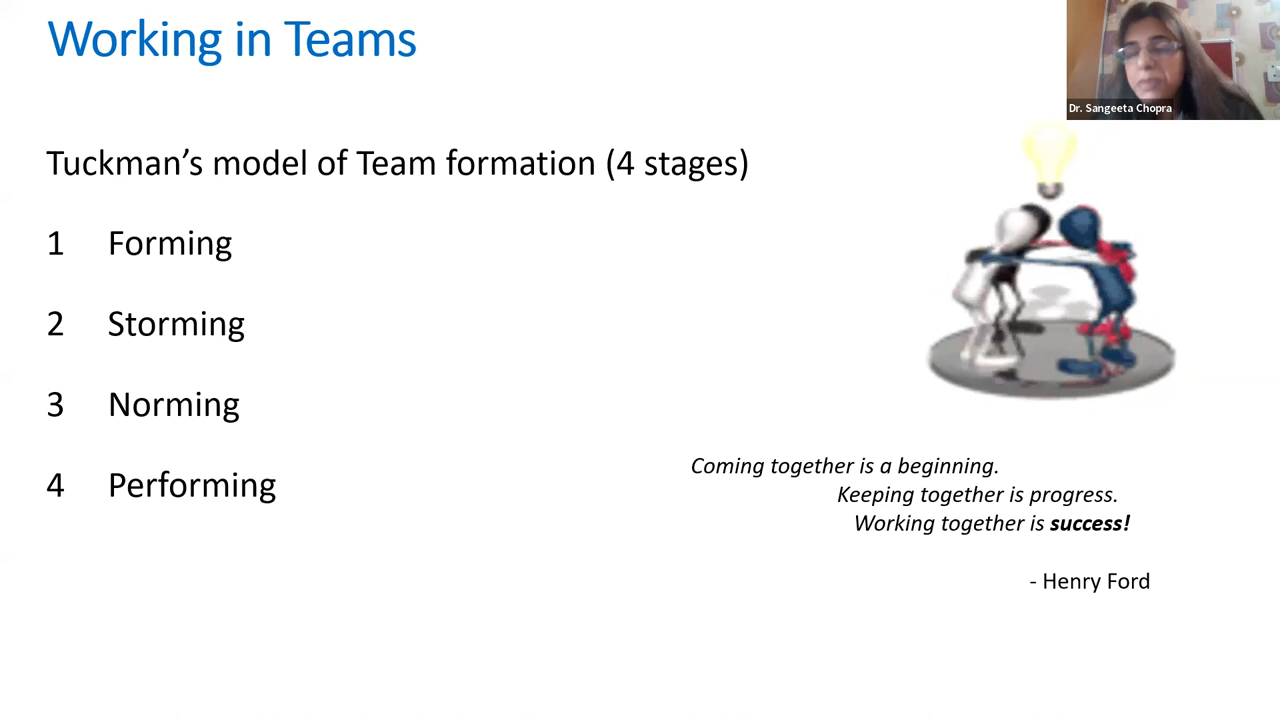 Working in Teams
Dr. Sangeeta Chopra
Tuckman’s model of Team formation (4 stages)
1 Forming
2 Storming
3 Norming
4 Performing
Coming together is a beginning.
Keeping together is progress.
Working together is success!
- Henry Ford